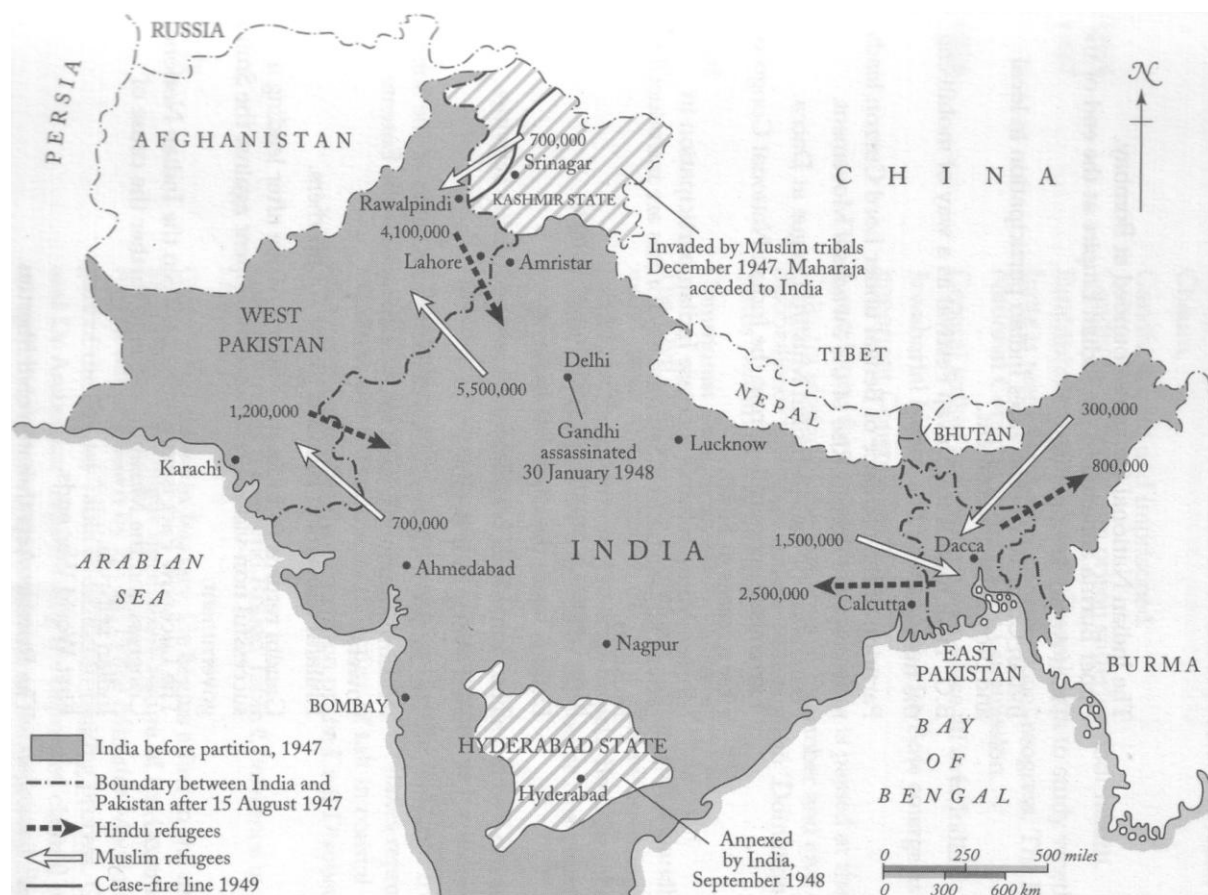 RUSSIA
PERSIA
AFGHANISTAN
N
CHINA
700,000
Srinagar
KASHMIR STATE
Rawalpindi
4,100,000
Lahore
Amristar
Invaded by Muslim tribals
December 1947. Maharaja
acceded to India
WEST
PAKISTAN
TIBET
NEPAL
BHUTAN
Delhi
5,500,000
Gandhi
assassinated
30 January 1948
Lucknow
300,000
800,000
1,200,000
Karachi
700,000
ARABIAN
SEA
Ahmedabad
INDIA
1,500,000
Dacca
2,500,000
Calcutta
Nagpur
EAST
PAKISTAN
BURMA
BOMBAY
BAY
OF
BENGAL
HYDERABAD STATE
Hyderabad
Annexed
by India,
September 1948
India before partition, 1947
Boundary between India and
Pakistan after 15 August 1947
Hindu refugees
Muslim refugees
Cease-fire line 1949
0 250 500 miles
0 300 600 km